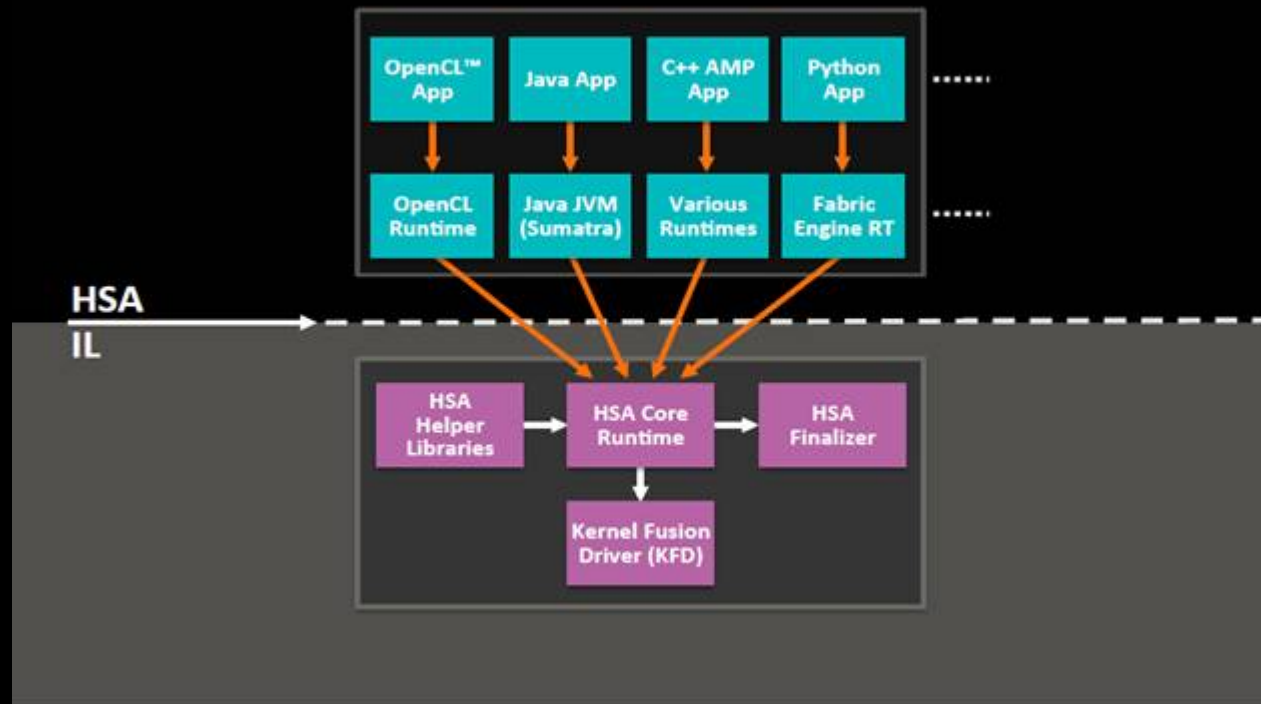 OpenCL™
App
Java App
C++ AMP
App
Python
App
OpenCL
Runtime
Java JVM
(Sumatra)
Various
Runtimes
Fabric
Engine RT
HSA
IL
HSA
Helper
Libraries
HSA Core
Runtime
HSA
Finalizer
Kernel Fusion
Driver (KFD)